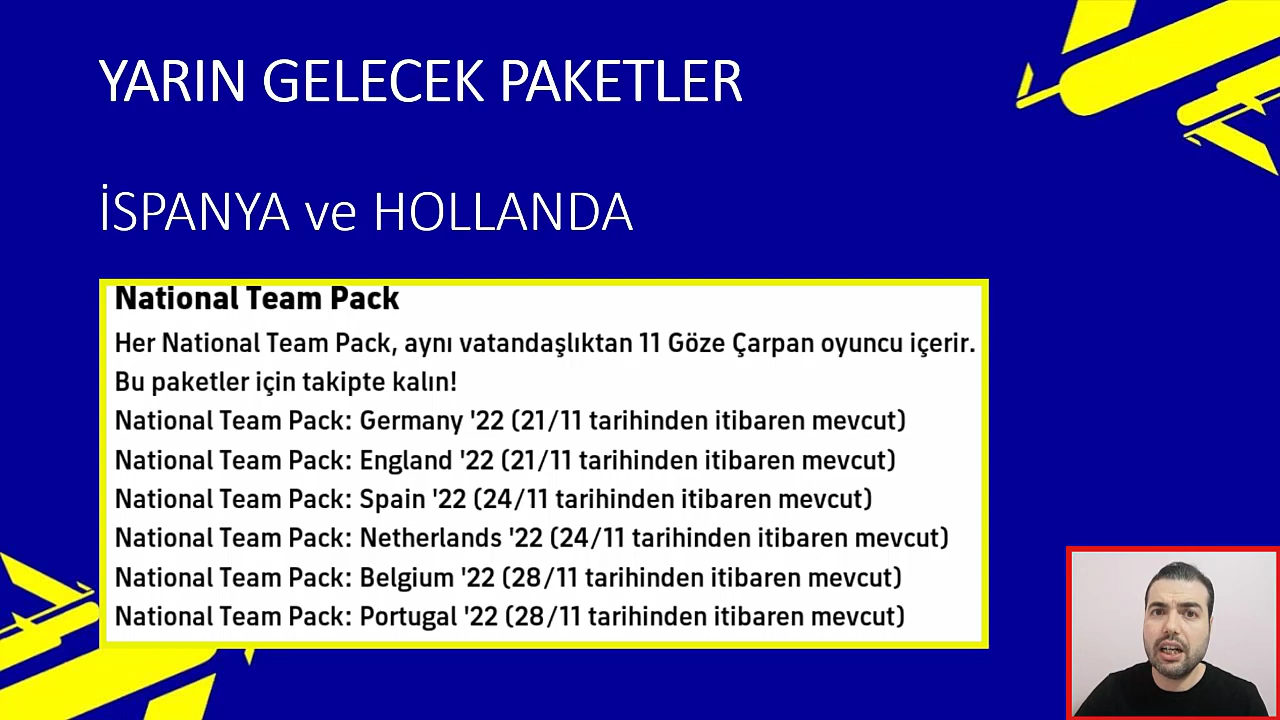 YARIN GELECEK PAKETLER
İSPANYA ve HOLLANDA
National Team Pack
Her National Team Pack, aynı vatandaşlıktan 11 Göze Çarpan oyuncu içerir.
Bu paketler için takipte kalın!
National Team Pack: Germany '22 (21/11 tarihinden itibaren mevcut)
National Team Pack: England '22 (21/11 tarihinden itibaren mevcut)
National Team Pack: Spain '22 (24/11 tarihinden itibaren mevcut)
National Team Pack: Netherlands '22 (24/11 tarihinden itibaren mevcut)
National Team Pack: Belgium '22 (28/11 tarihinden itibaren mevcut)
National Team Pack: Portugal '22 (28/11 tarihinden itibaren mevcut)